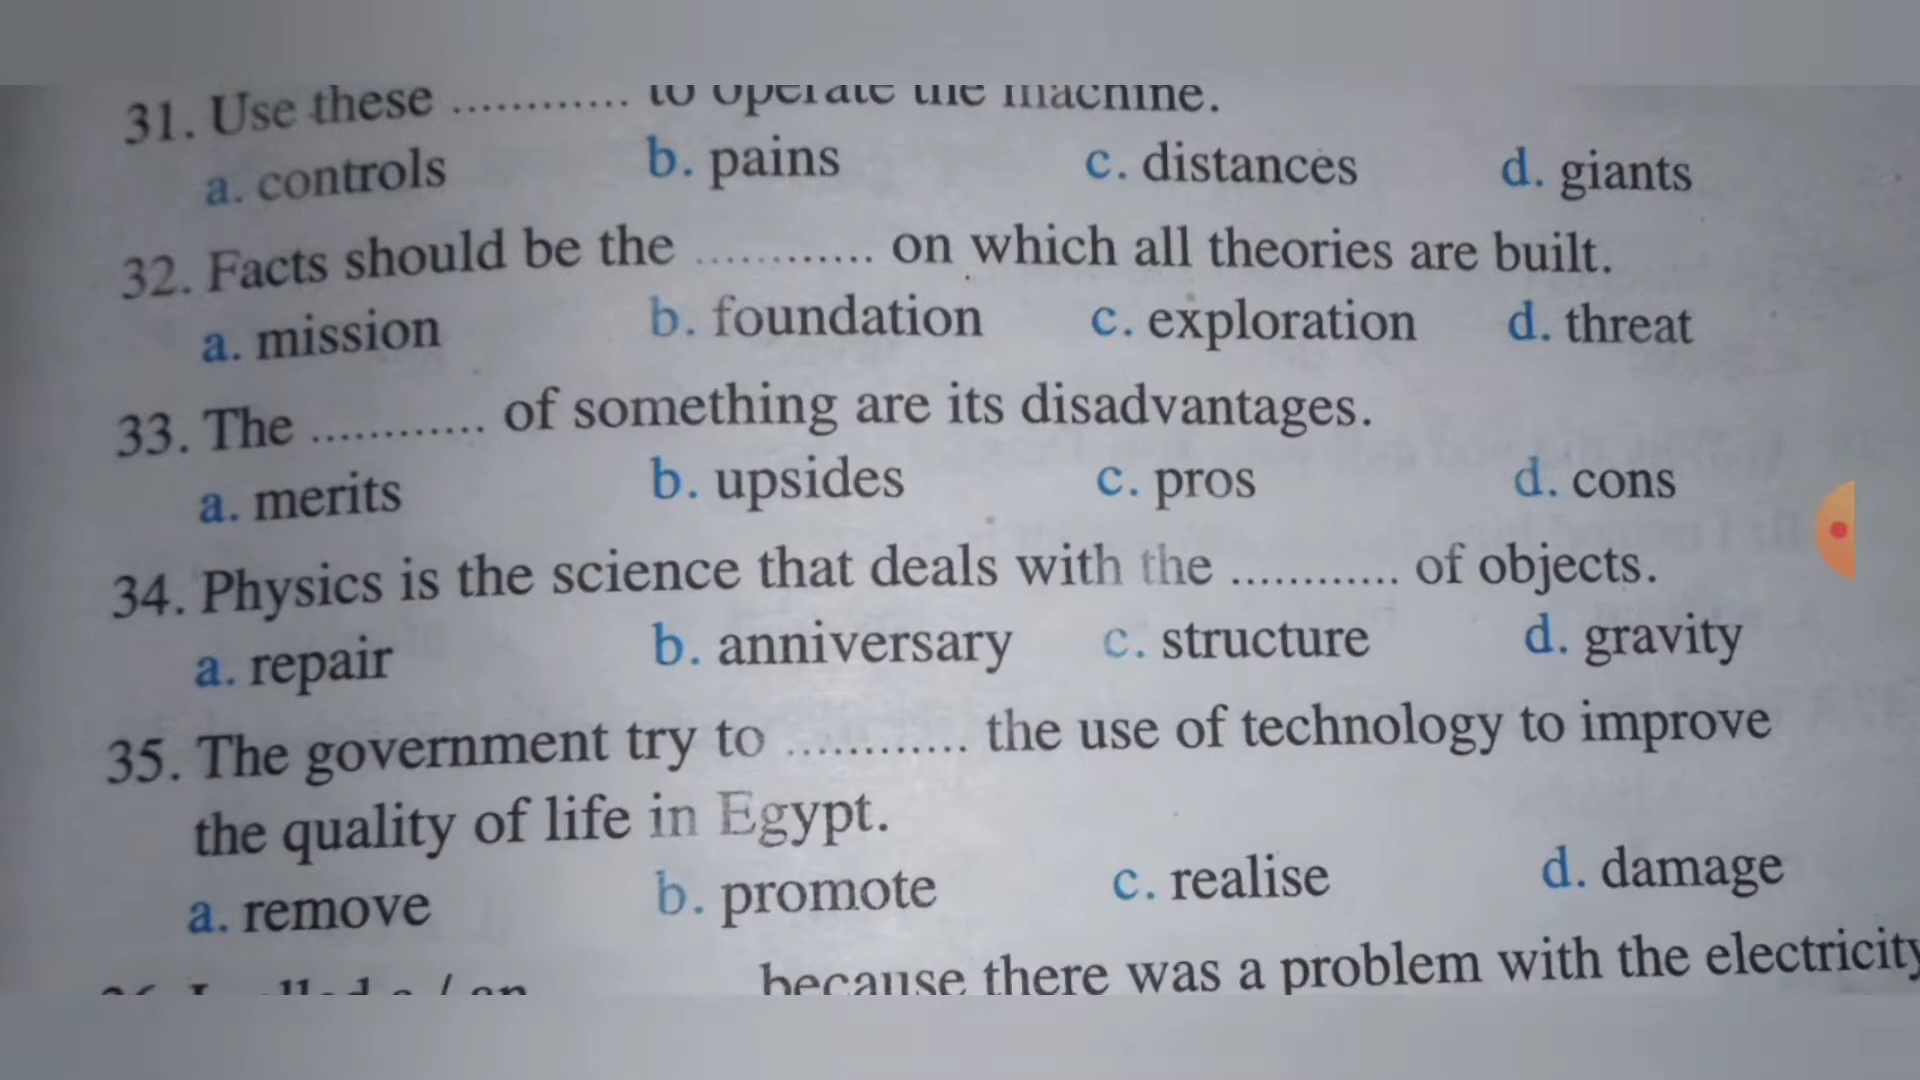 31. Use these ............ to operate the machine.
a. controls b. pains c. distances d. giants
32. Facts should be the ............ on which all theories are built.
a. mission b. foundation c. exploration d. threat
33. The ............ of something are its disadvantages.
a. merits b. upsides c. pros d. cons
34. Physics is the science that deals with the ............ of objects.
a. repair b. anniversary c. structure d. gravity
35. The government try to ............ the use of technology to improve
the quality of life in Egypt.
a. remove b. promote c. realise d. damage
because there was a problem with the electricity